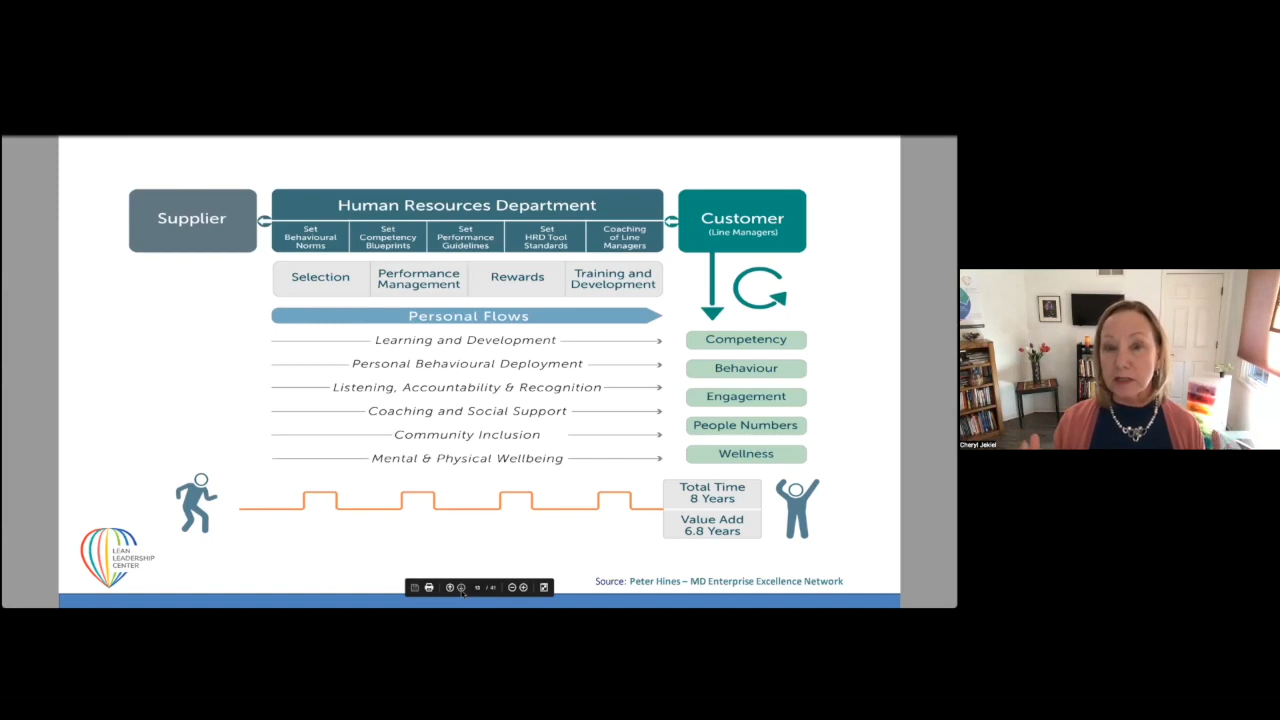 Supplier
Human Resources Department
Set
Behavioural
Norms
Set
Competency
Blueprints
Set
Performance
Guidelines
Set
HRD Tool
Standards
Coaching
of Line
Managers
Customer
(Line Managers)
Selection
Performance
Management
Rewards
Training and
Development
Personal Flows
Learning and Development
Personal Behavioural Deployment
Listening, Accountability & Recognition
Coaching and Social Support
Community Inclusion
Mental & Physical Wellbeing
Competency
Behaviour
Engagement
People Numbers
Wellness
Total Time
8 Years
Value Add
6.8 Years
LEAN
LEADERSHIP
CENTER
Source: Peter Hines – MD Enterprise Excellence Network
/ 41
Cheryl Jekiel